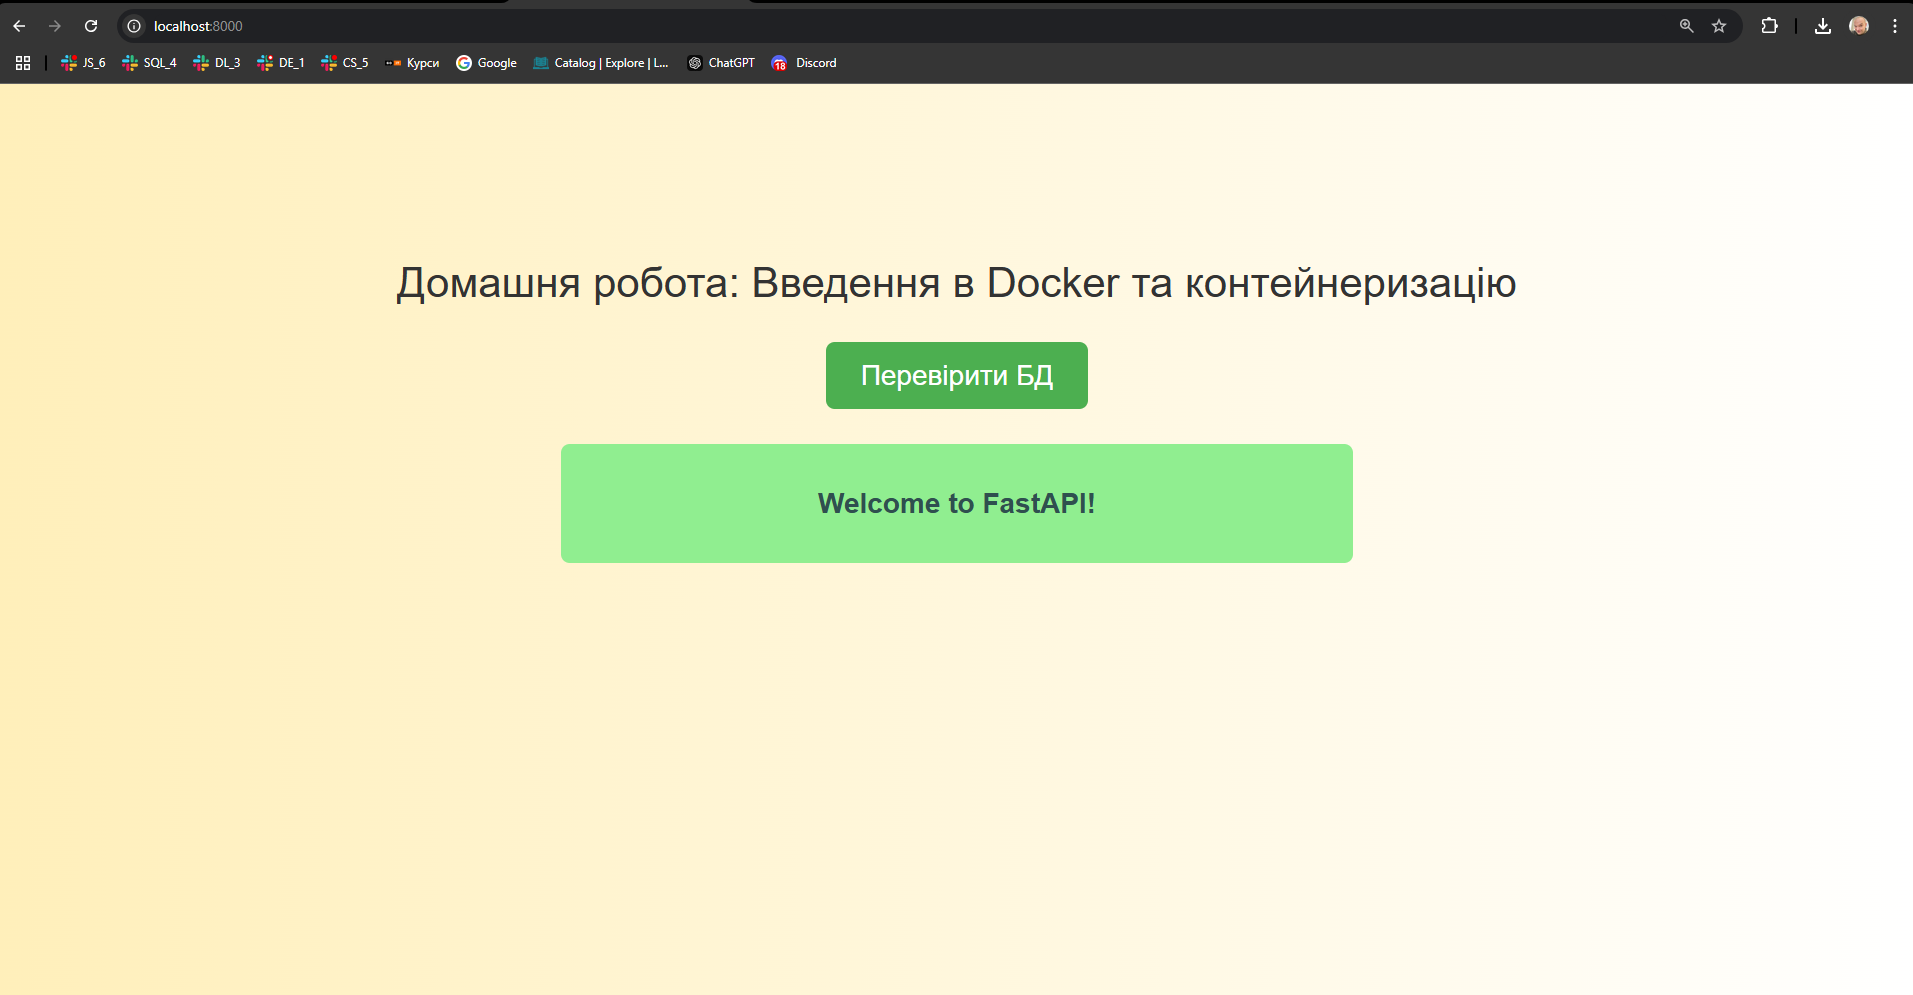 localhost:8000
JS_6 SQL_4 DL_3 DE_1 CS_5 Курси Google Catalog | Explore | L... ChatGPT 18 Discord
Домашня робота: Введення в Docker та контейнеризацію
Перевірити БД
Welcome to FastAPI!